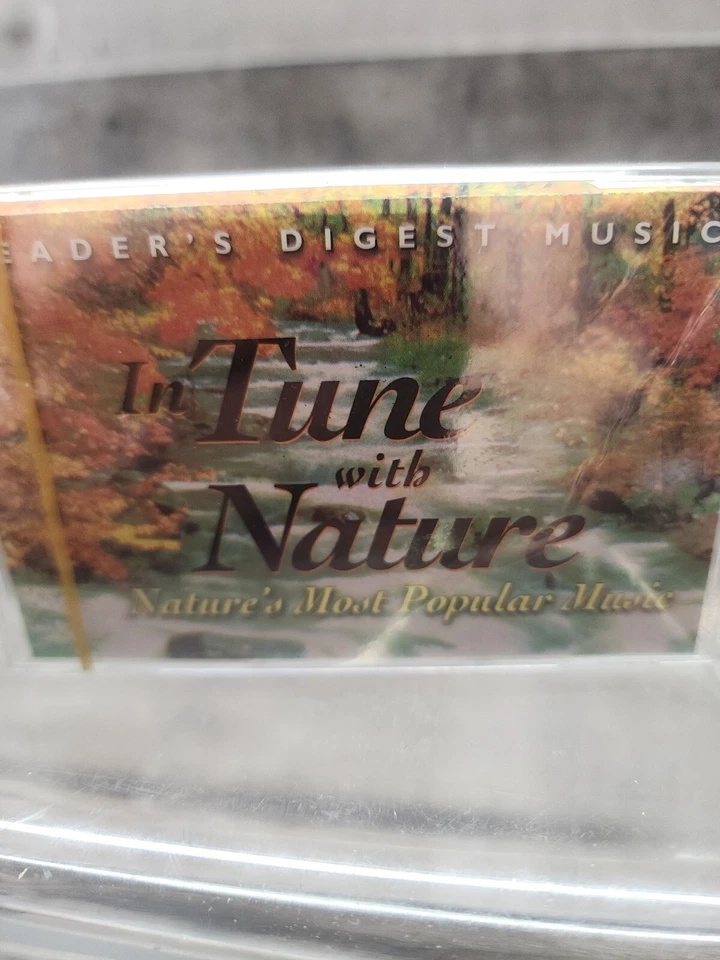 EADER'S DIGEST MUSIC
In Tune
with
Nature
Nature's Most Popular Music